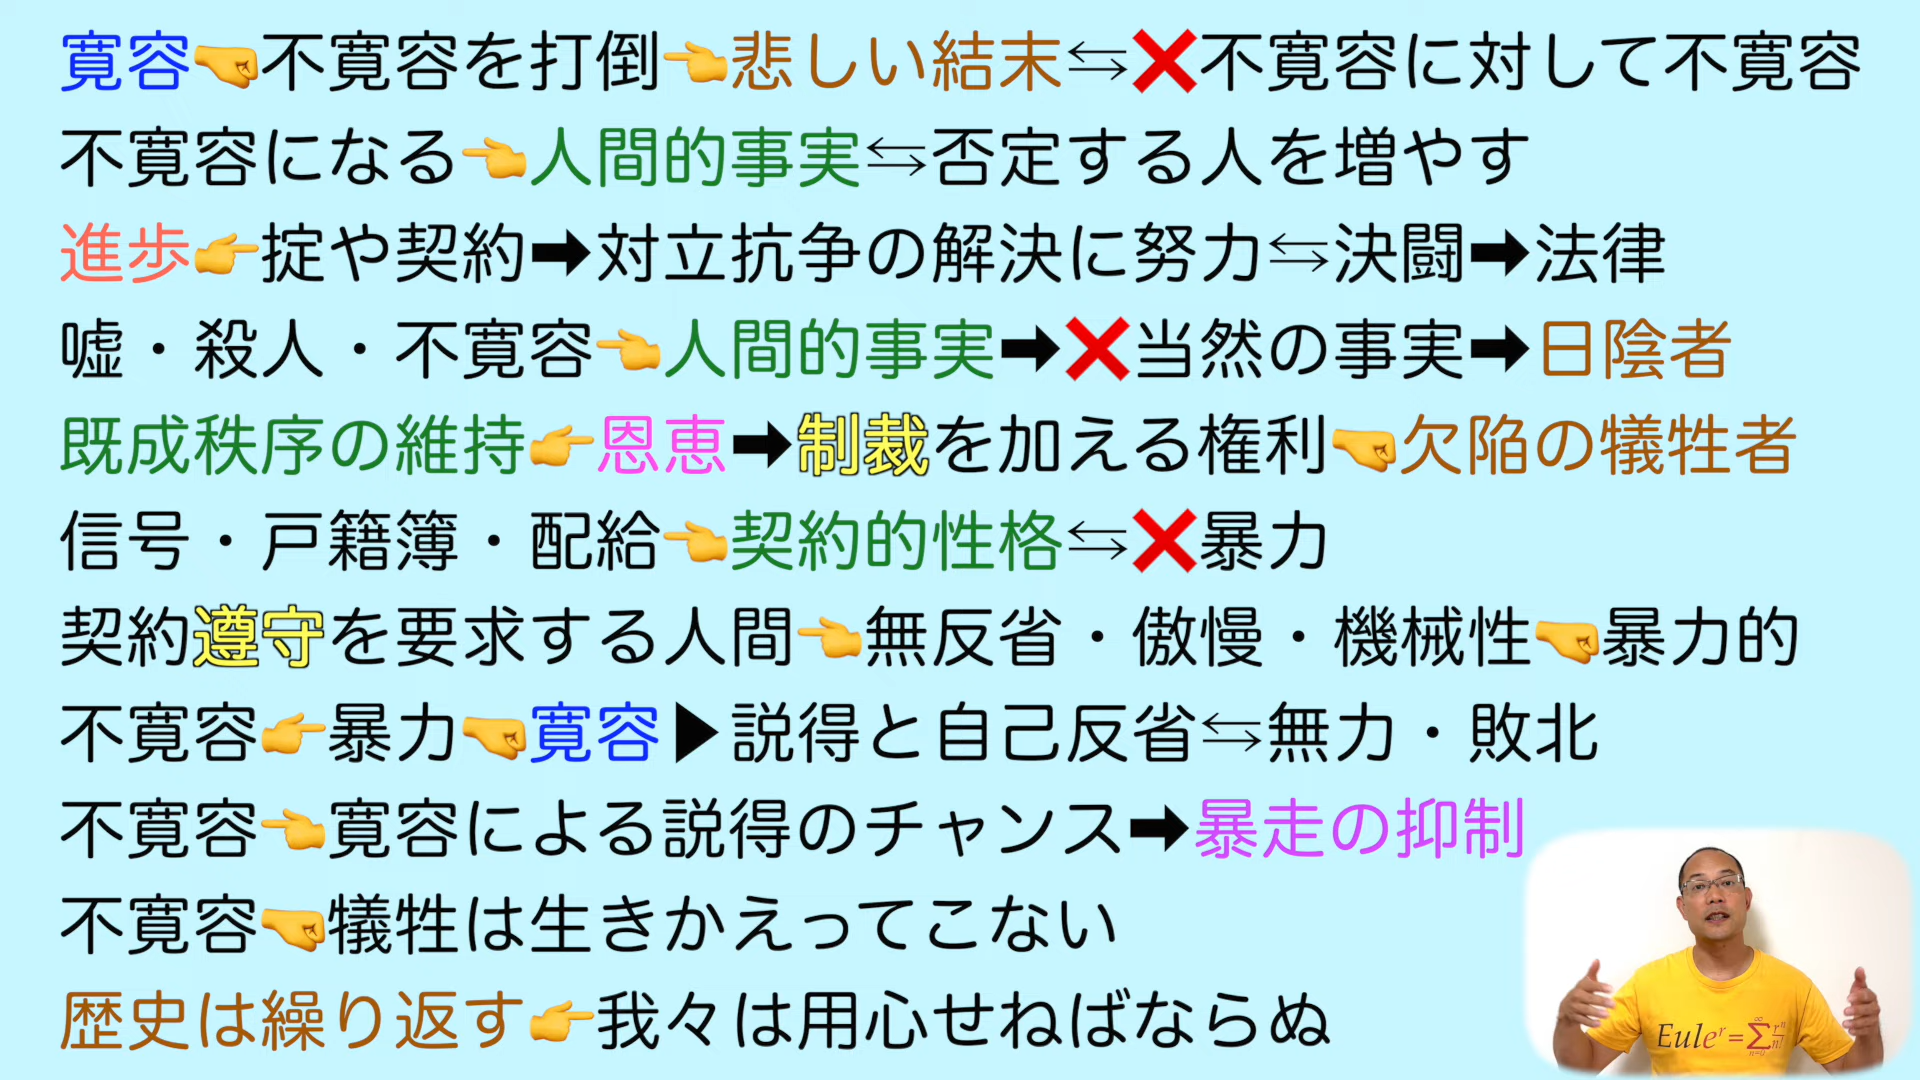 寛容🤜不寛容を打倒👈悲しい結末⇆❌不寛容に対して不寛容
不寛容になる👈人間的事実⇆否定する人を増やす
進歩👉掟や契約➡対立抗争の解決に努力⇆決闘➡法律
嘘・殺人・不寛容👈人間的事実➡❌当然の事実➡日陰者
既成秩序の維持👉恩恵➡制裁を加える権利🤜欠陥の犠牲者
信号・戸籍簿・配給👈契約的性格⇆❌暴力
契約遵守を要求する人間👈無反省・傲慢・機械性🤜暴力的
不寛容👉暴力🤜寛容▶説得と自己反省⇆無力・敗北
不寛容👈寛容による説得のチャンス➡暴走の抑制
不寛容🤜犠牲は生きかえってこない
歴史は繰り返す👉我々は用心せねばならぬ
Euleʳ=∑rⁿ/n!
∞
n=0